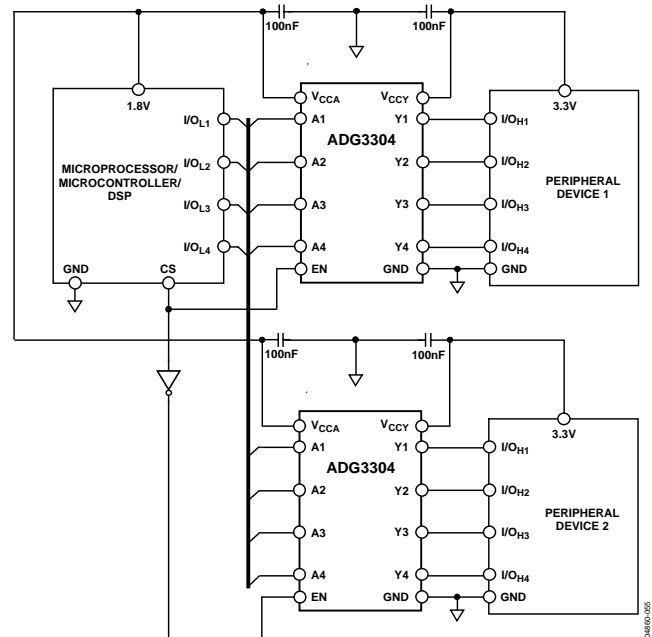 100nF 100nF
1.8V
VCCA VCCY
3.3V
I/OL1 A1 Y1 I/OH1
ADG3304
I/OL2 A2 Y2 I/OH2
MICROPROCESSOR/
MICROCONTROLLER/
DSP
PERIPHERAL
DEVICE 1
I/OL3 A3 Y3 I/OH3
I/OL4 A4 Y4 I/OH4
GND CS EN GND GND
100nF 100nF
VCCA VCCY
3.3V
A1 Y1 I/OH1
ADG3304
A2 Y2 I/OH2
PERIPHERAL
DEVICE 2
A3 Y3 I/OH3
A4 Y4 I/OH4
EN GND GND
04860-055